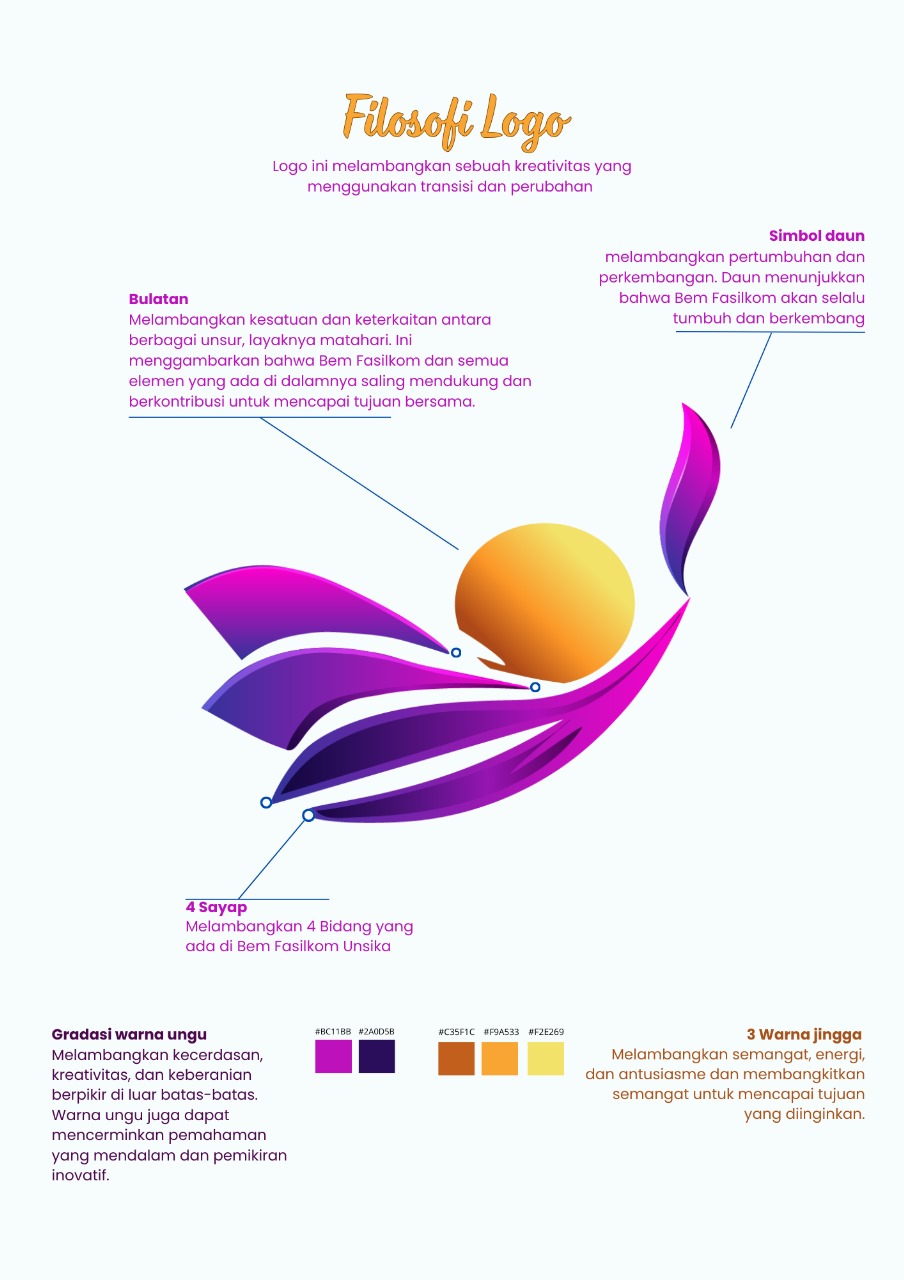 Filosofi Logo
Logo ini melambangkan sebuah kreativitas yang
menggunakan transisi dan perubahan
Simbol daun
melambangkan pertumbuhan dan
perkembangan. Daun menunjukkan
bahwa Bem Fasilkom akan selalu
tumbuh dan berkembang
Bulatan
Melambangkan kesatuan dan keterkaitan antara
berbagai unsur, layaknya matahari. Ini
menggambarkan bahwa Bem Fasilkom dan semua
elemen yang ada di dalamnya saling mendukung dan
berkontribusi untuk mencapai tujuan bersama.
4 Sayap
Melambangkan 4 Bidang yang
ada di Bem Fasilkom Unsika
Gradasi warna ungu
Melambangkan kecerdasan,
kreativitas, dan keberanian
berpikir di luar batas-batas.
Warna ungu juga dapat
mencerminkan pemahaman
yang mendalam dan pemikiran
inovatif.
#BC11BB #2A0D5B
#C35F1C #F9A533 #F2E269
3 Warna jingga
Melambangkan semangat, energi,
dan antusiasme dan membangkitkan
semangat untuk mencapai tujuan
yang diinginkan.